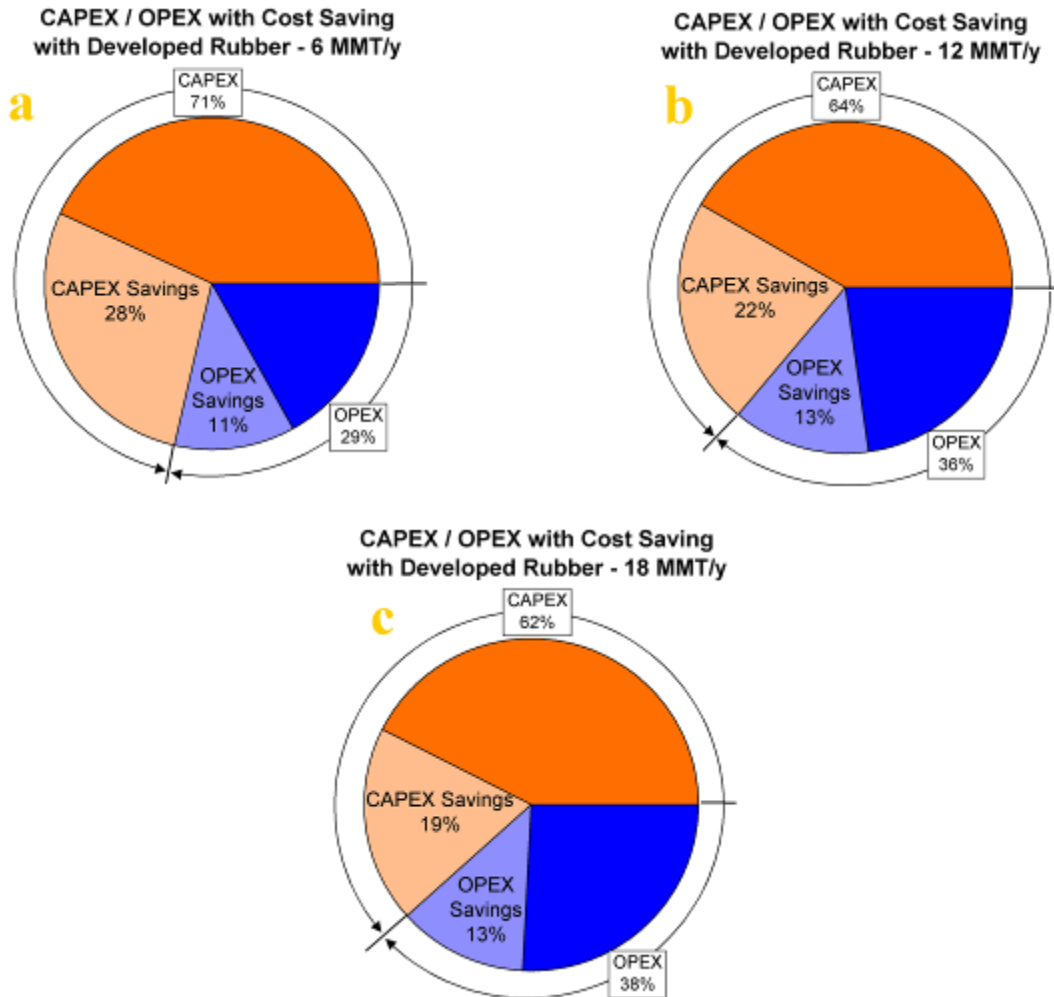 CAPEX / OPEX with Cost Saving
with Developed Rubber - 6 MMT/y
a
CAPEX
71%
CAPEX Savings
28%
OPEX
Savings
11%
OPEX
29%
CAPEX / OPEX with Cost Saving
with Developed Rubber - 12 MMT/y
b
CAPEX
64%
CAPEX Savings
22%
OPEX
Savings
13%
OPEX
36%
CAPEX / OPEX with Cost Saving
with Developed Rubber - 18 MMT/y
c
CAPEX
62%
CAPEX Savings
19%
OPEX
Savings
13%
OPEX
38%